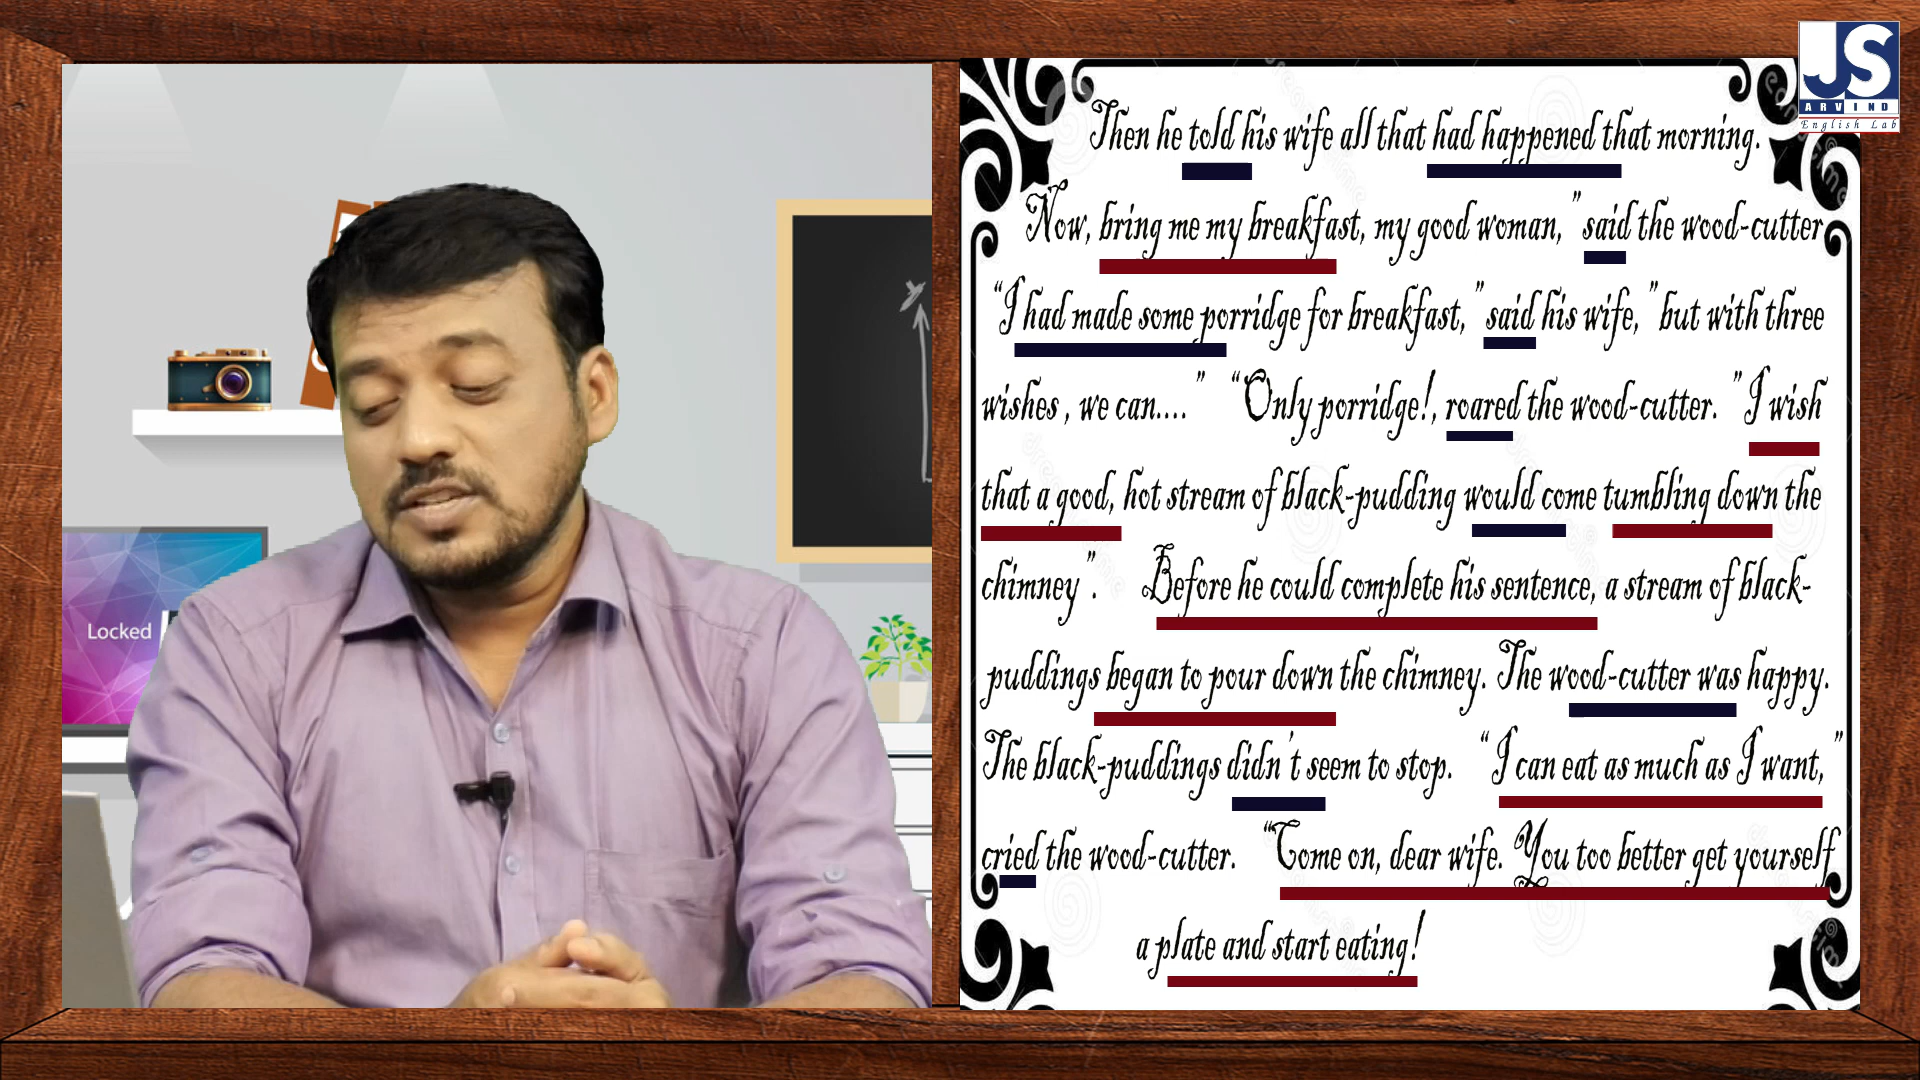 JS
ARVIND
English Lab
Then he told his wife all that had happened that morning.
Now, bring me my breakfast, my good woman,” said the wood-cutter
“I had made some porridge for breakfast,” said his wife,” but with three
wishes , we can....” “Only porridge!, roared the wood-cutter. ”I wish
that a good, hot stream of black-pudding would come tumbling down the
chimney”. Before he could complete his sentence, a stream of black-
puddings began to pour down the chimney. The wood-cutter was happy.
The black-puddings didn't seem to stop. “I can eat as much as I want,”
cried the wood-cutter. “Come on, dear wife. You too better get yourself
a plate and start eating!
Locked